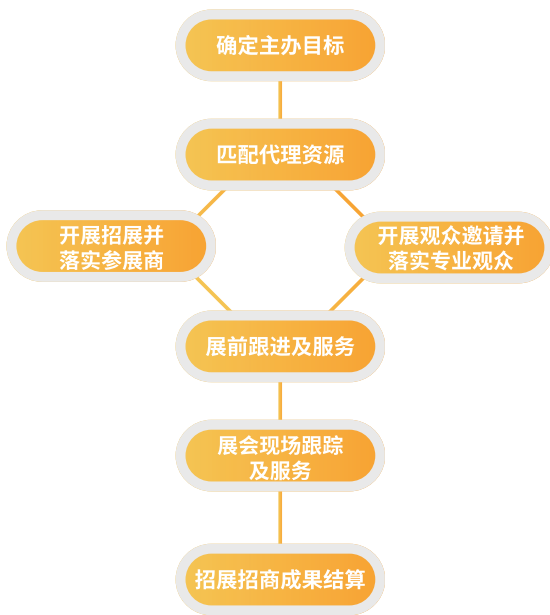 确定主办目标
匹配代理资源
开展招展并
落实参展商
开展观众邀请并
落实专业观众
展前跟进及服务
展会现场跟踪
及服务
招展招商成果结算